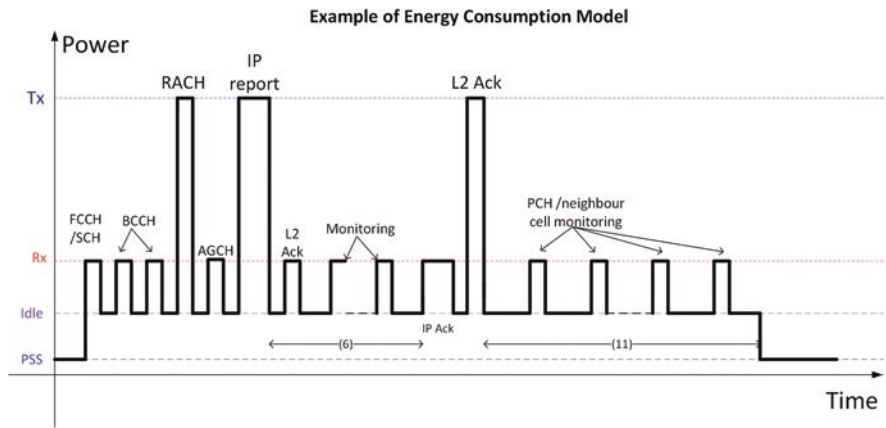 Example of Energy Consumption Model
Power
IP
report
RACH
L2 Ack
Tx
FCCH
/SCH
BCCH
AGCH
L2
Ack
Monitoring
PCH /neighbour
cell monitoring
Rx
Idle
IP Ack
(6)
(11)
PSS
Time